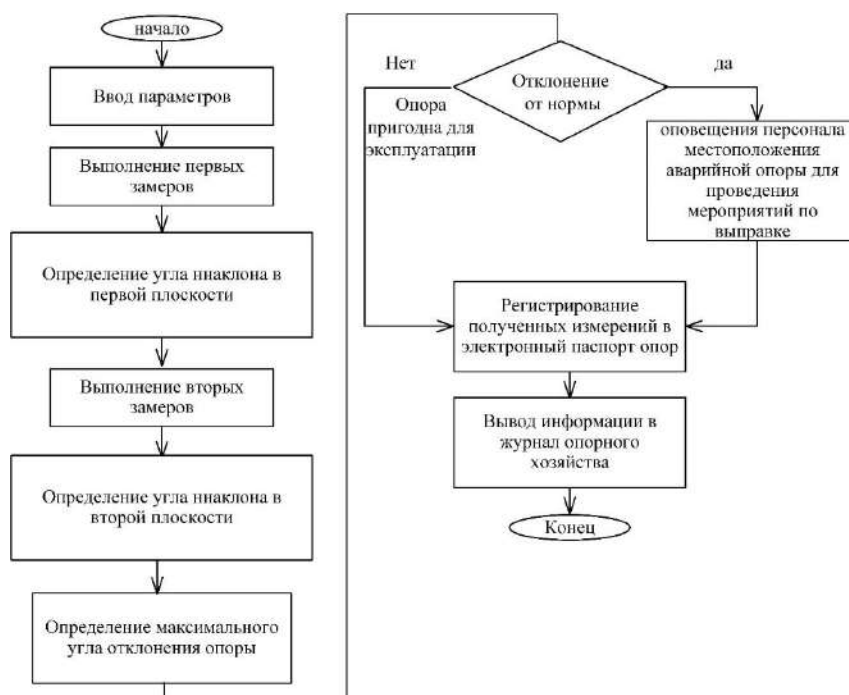 начало
Ввод параметров
Выполнение первых
замеров
Определение угла ннаклона в
первой плоскости
Выполнение вторых
замеров
Определение угла ннаклона в
второй плоскости
Определение максимального
угла отклонения опоры
Отклонение
от нормы
Нет
Опора
пригодна для
эксплуатации
да
оповещения персонала
местоположения
аварийной опоры для
проведения
мероприятий по
выправке
Регистрирование
полученных измерений в
электронный паспорт опор
Вывод информации в
журнал опорного
хозяйства
Конец